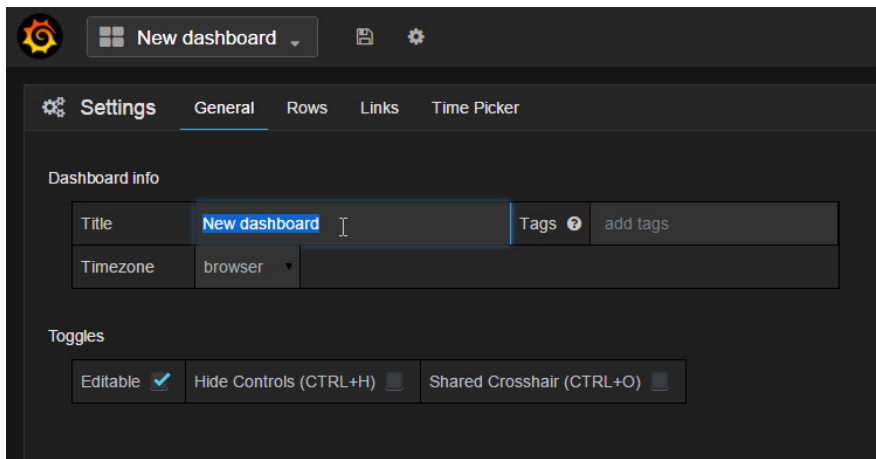 New dashboard
Settings General Rows Links Time Picker
Dashboard info
Title New dashboard Tags ? add tags
Timezone browser
Toggles
Editable Hide Controls (CTRL+H) Shared Crosshair (CTRL+O)